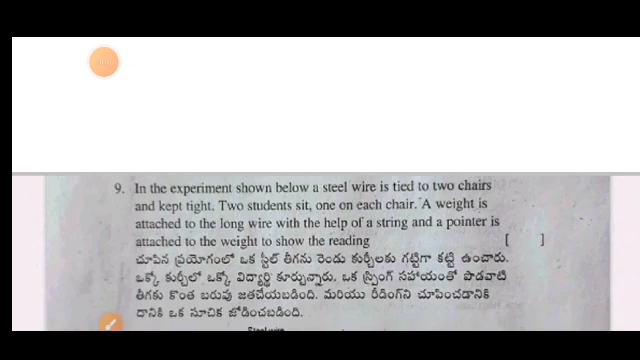 9. In the experiment shown below a steel wire is tied to two chairs
and kept tight. Two students sit, one on each chair. A weight is
attached to the long wire with the help of a string and a pointer is
attached to the weight to show the reading [ ]
చూపిన ప్రయోగంలో ఒక స్టీల్ తీగను రెండు కుర్చీలకు గట్టిగా కట్టి ఉంచారు.
ఒక్కో కుర్చీలో ఒక్కో విద్యార్థి కూర్చున్నారు. ఒక స్ప్రింగ్ సహాయంతో పొడవాటి
తీగకు కొంత బరువు జతచేయబడింది. మరియు రీడింగ్‌ని చూపించడానికి
దానికి ఒక సూచిక జోడించబడింది.
Steel wire